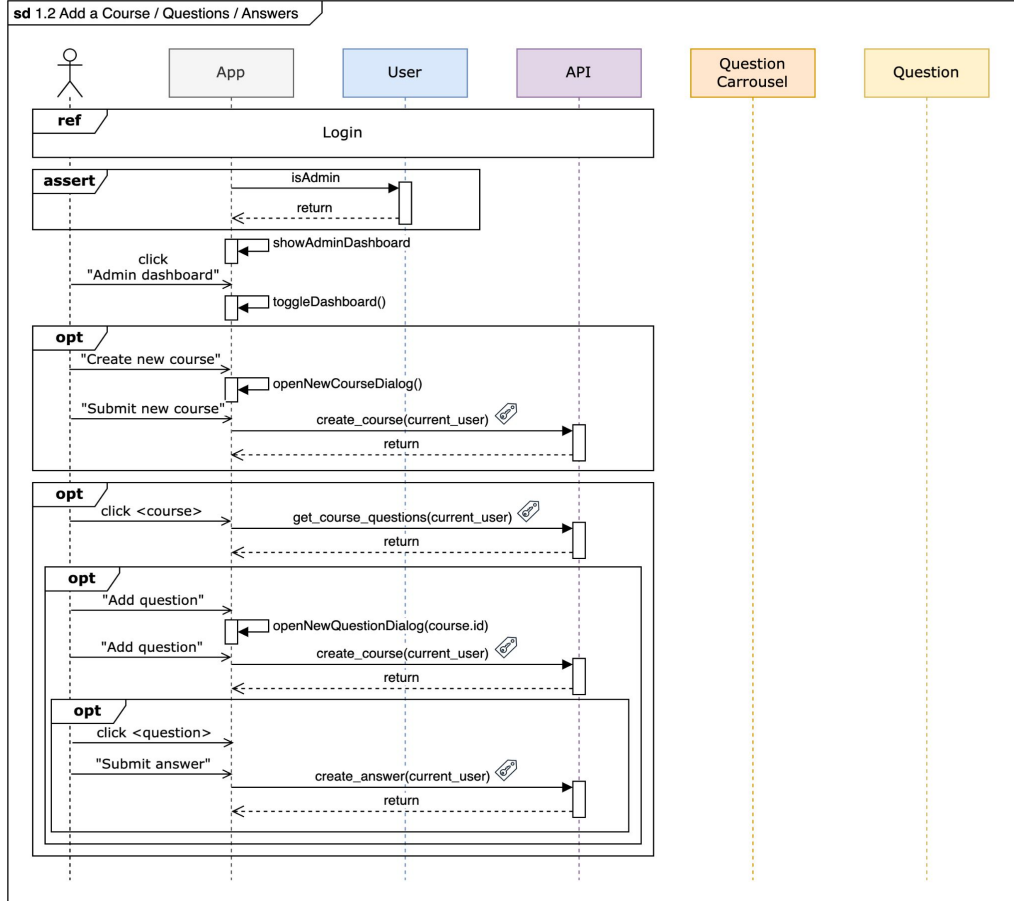 sd 1.2 Add a Course / Questions / Answers
App
User
API
Question
Carrousel
Question
ref
Login
assert
isAdmin
return
showAdminDashboard
click
"Admin dashboard"
toggleDashboard()
opt
"Create new course"
openNewCourseDialog()
"Submit new course"
create_course(current_user)
return
opt
click <course>
get_course_questions(current_user)
return
opt
"Add question"
openNewQuestionDialog(course.id)
"Add question"
create_course(current_user)
return
opt
click <question>
"Submit answer"
create_answer(current_user)
return